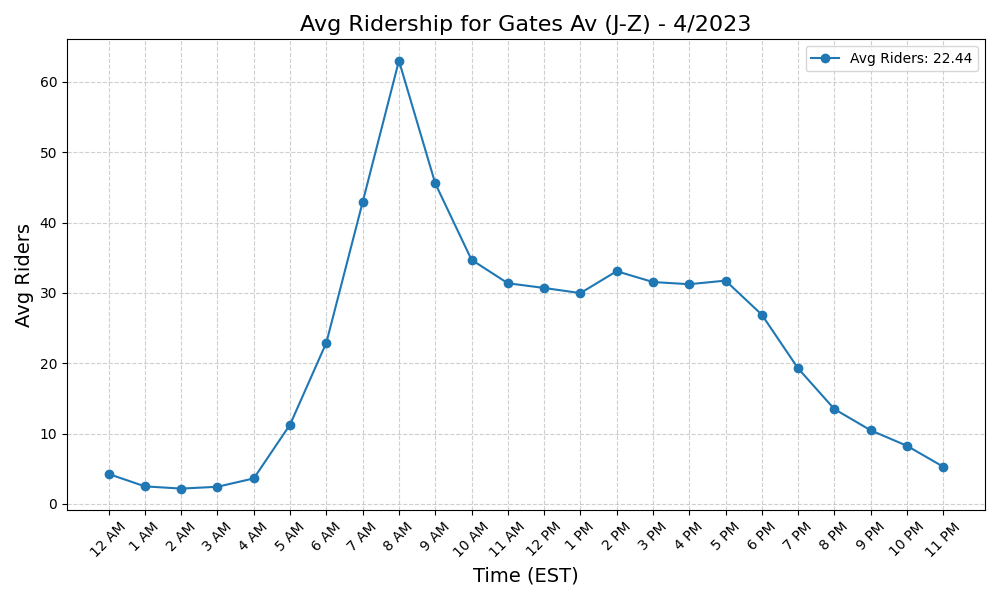 Avg Ridership for Gates Av (J-Z) - 4/2023
Avg Riders: 22.44
Avg Riders
60
50
40
30
20
10
0
12 AM
1 AM
2 AM
3 AM
4 AM
5 AM
6 AM
7 AM
8 AM
9 AM
10 AM
11 AM
12 PM
1 PM
2 PM
3 PM
4 PM
5 PM
6 PM
7 PM
8 PM
9 PM
10 PM
11 PM
Time (EST)